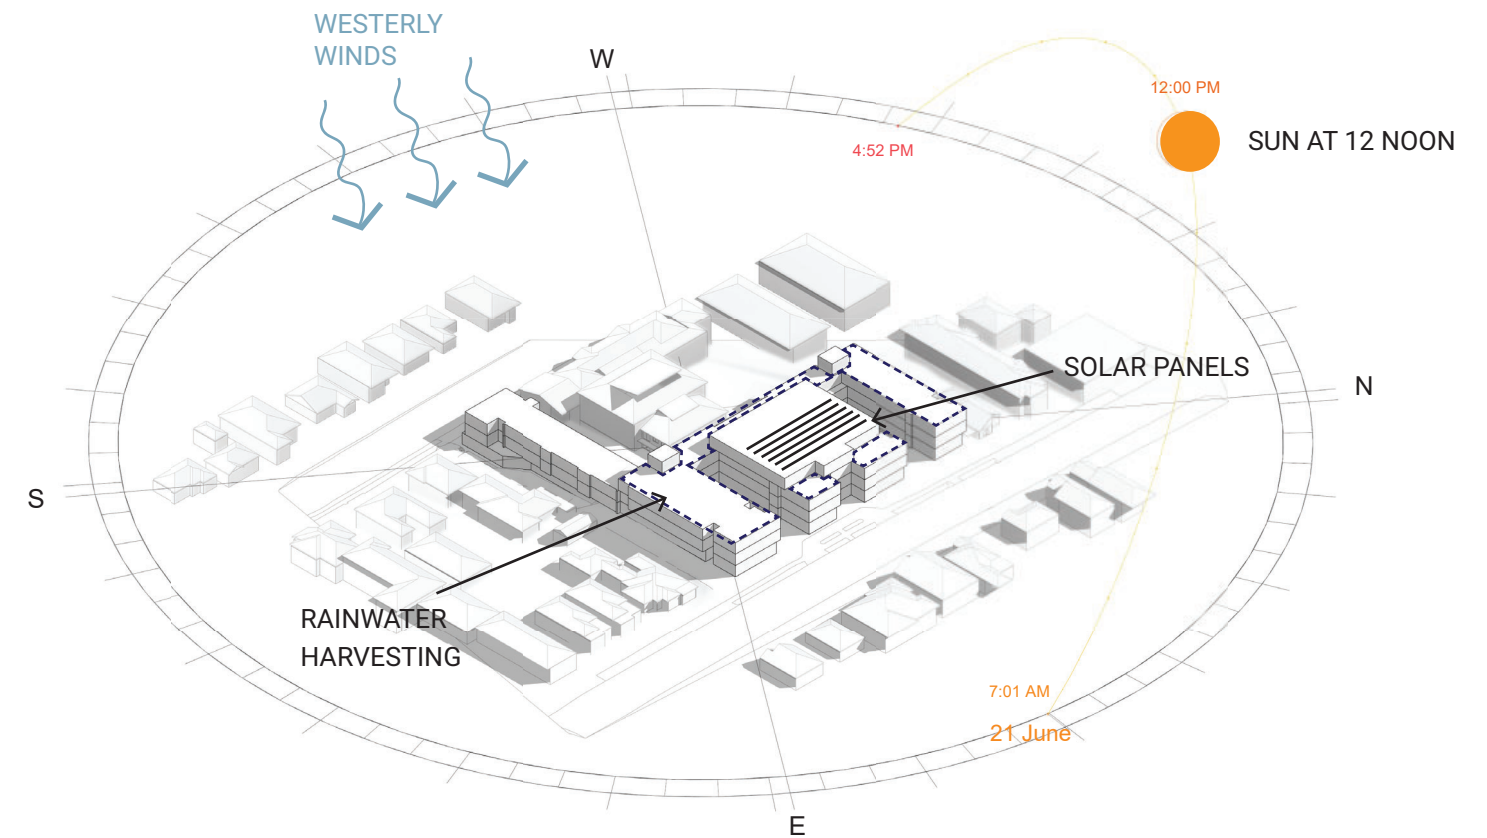 WESTERLY
WINDS
W
12:00 PM
SUN AT 12 NOON
4:52 PM
SOLAR PANELS
N
S
RAINWATER
HARVESTING
7:01 AM
21 June
E